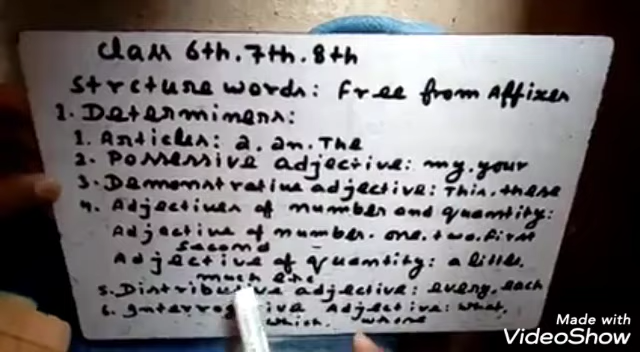 Class 6th. 7th. 8th
Strcture words: Free from Affixes
1. Determiners:
1. Articles: a. an. The
2. Possessive adjective: my. your
3. Demonstrative adjective: This. these
4. Adjectives of number and quantity:
Adjective of number. one. two. first
second
Adjective of quantity: a little.
much etc
5. Distributive adjective: every, each
6. Interrogative Adjective: what,
which. whose
Made with
VideoShow